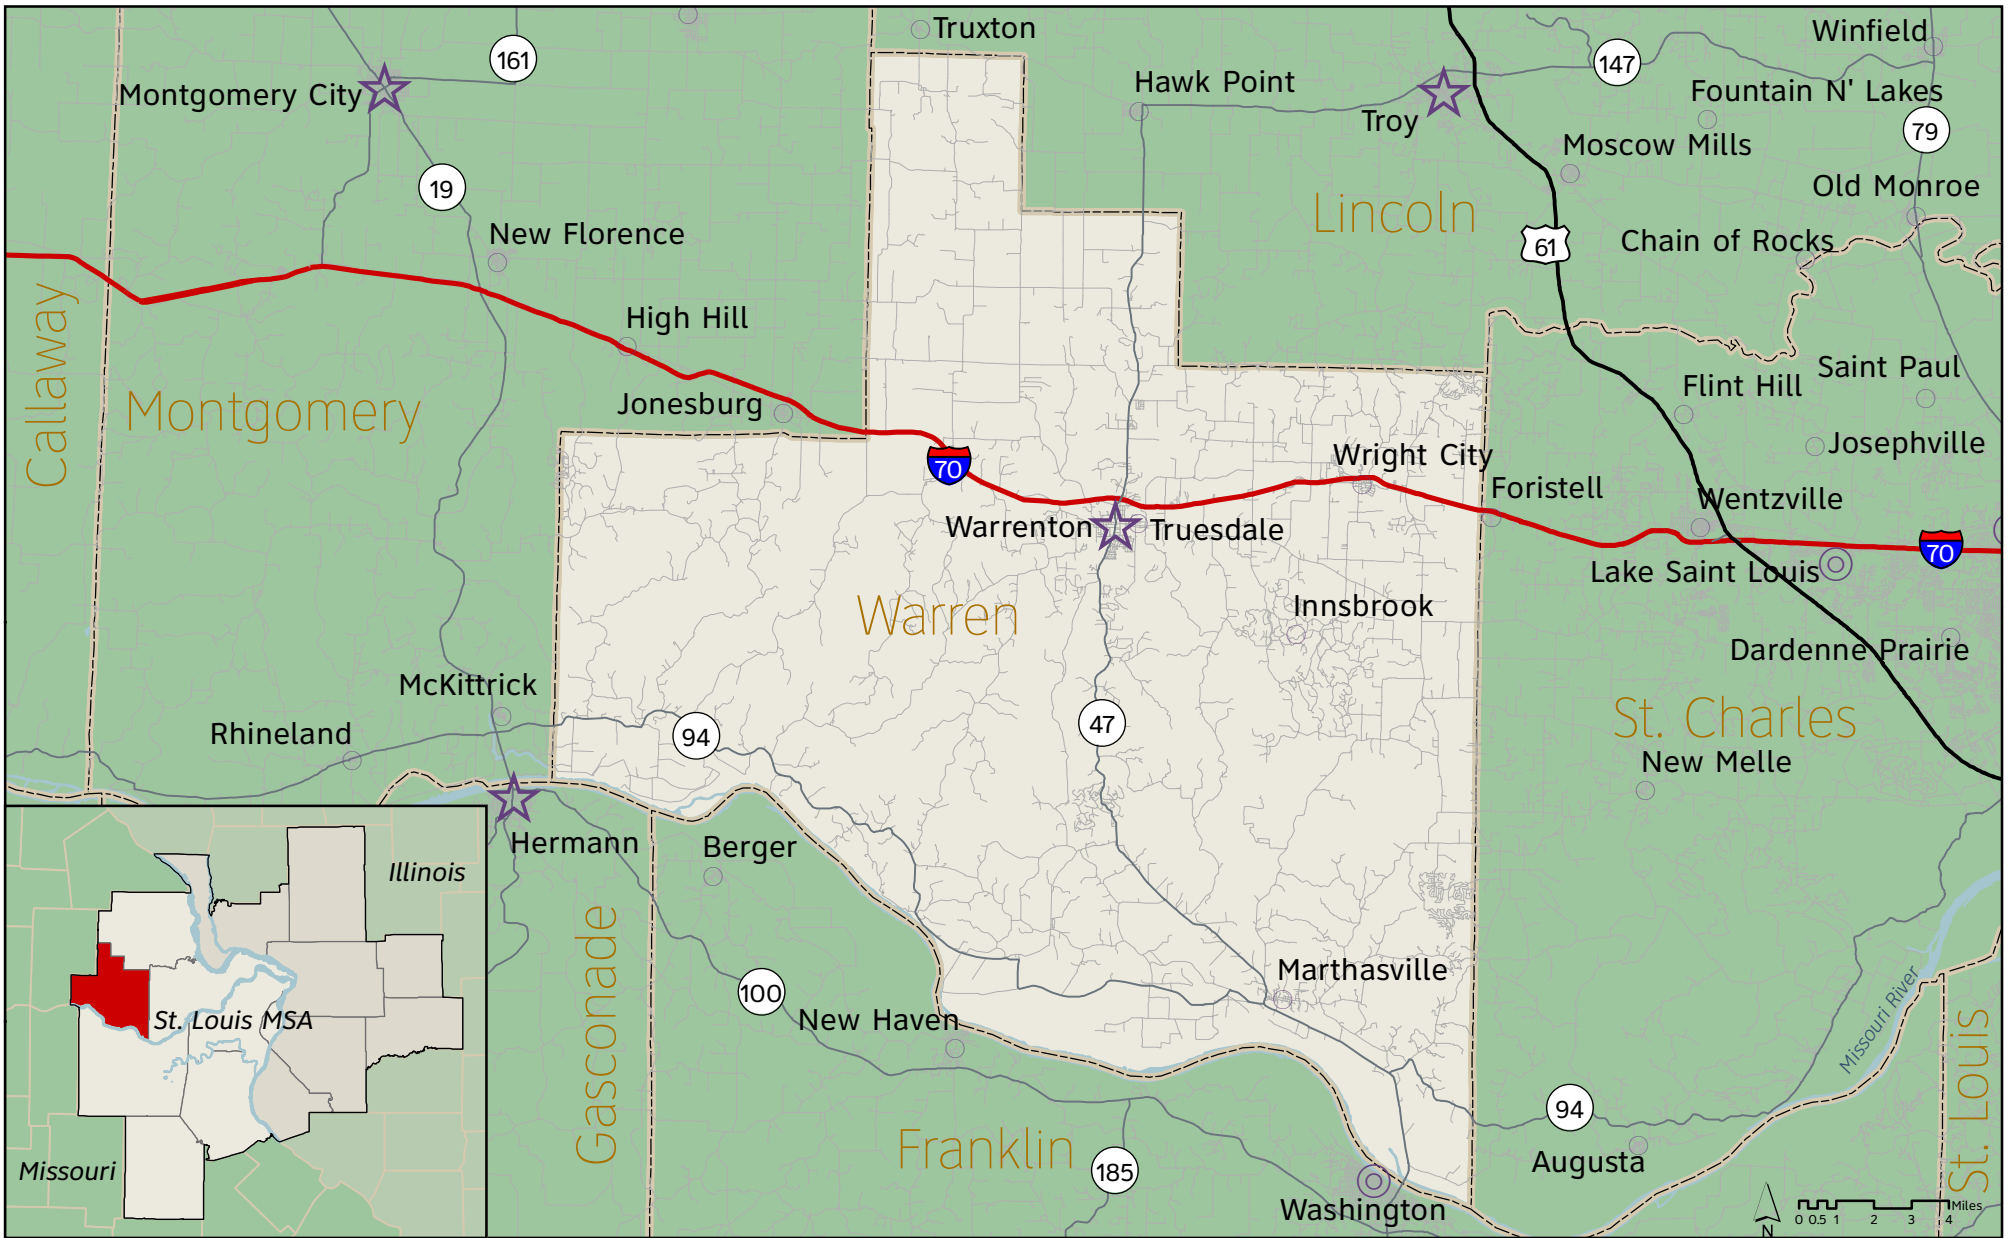 Truxton
Winfield
161
147
Hawk Point
Montgomery City
Fountain N' Lakes
Troy
79
Moscow Mills
19
Old Monroe
Lincoln
New Florence
61
Chain of Rocks
High Hill
Callaway
Saint Paul
Flint Hill
Montgomery
Jonesburg
Josephville
Wright City
70
Foristell
Wentzville
Warrenton
Truesdale
70
Lake Saint Louis
Innsbrook
Warren
Dardenne Prairie
McKittrick
St. Charles
Rhineland
94
47
New Melle
Hermann
Berger
Illinois
Marthasville
100
New Haven
Missouri River
St. Louis MSA
Gasconade
St. Louis
94
Franklin
Augusta
185
Missouri
Washington
N
0 0.5 1 2 3 4 Miles